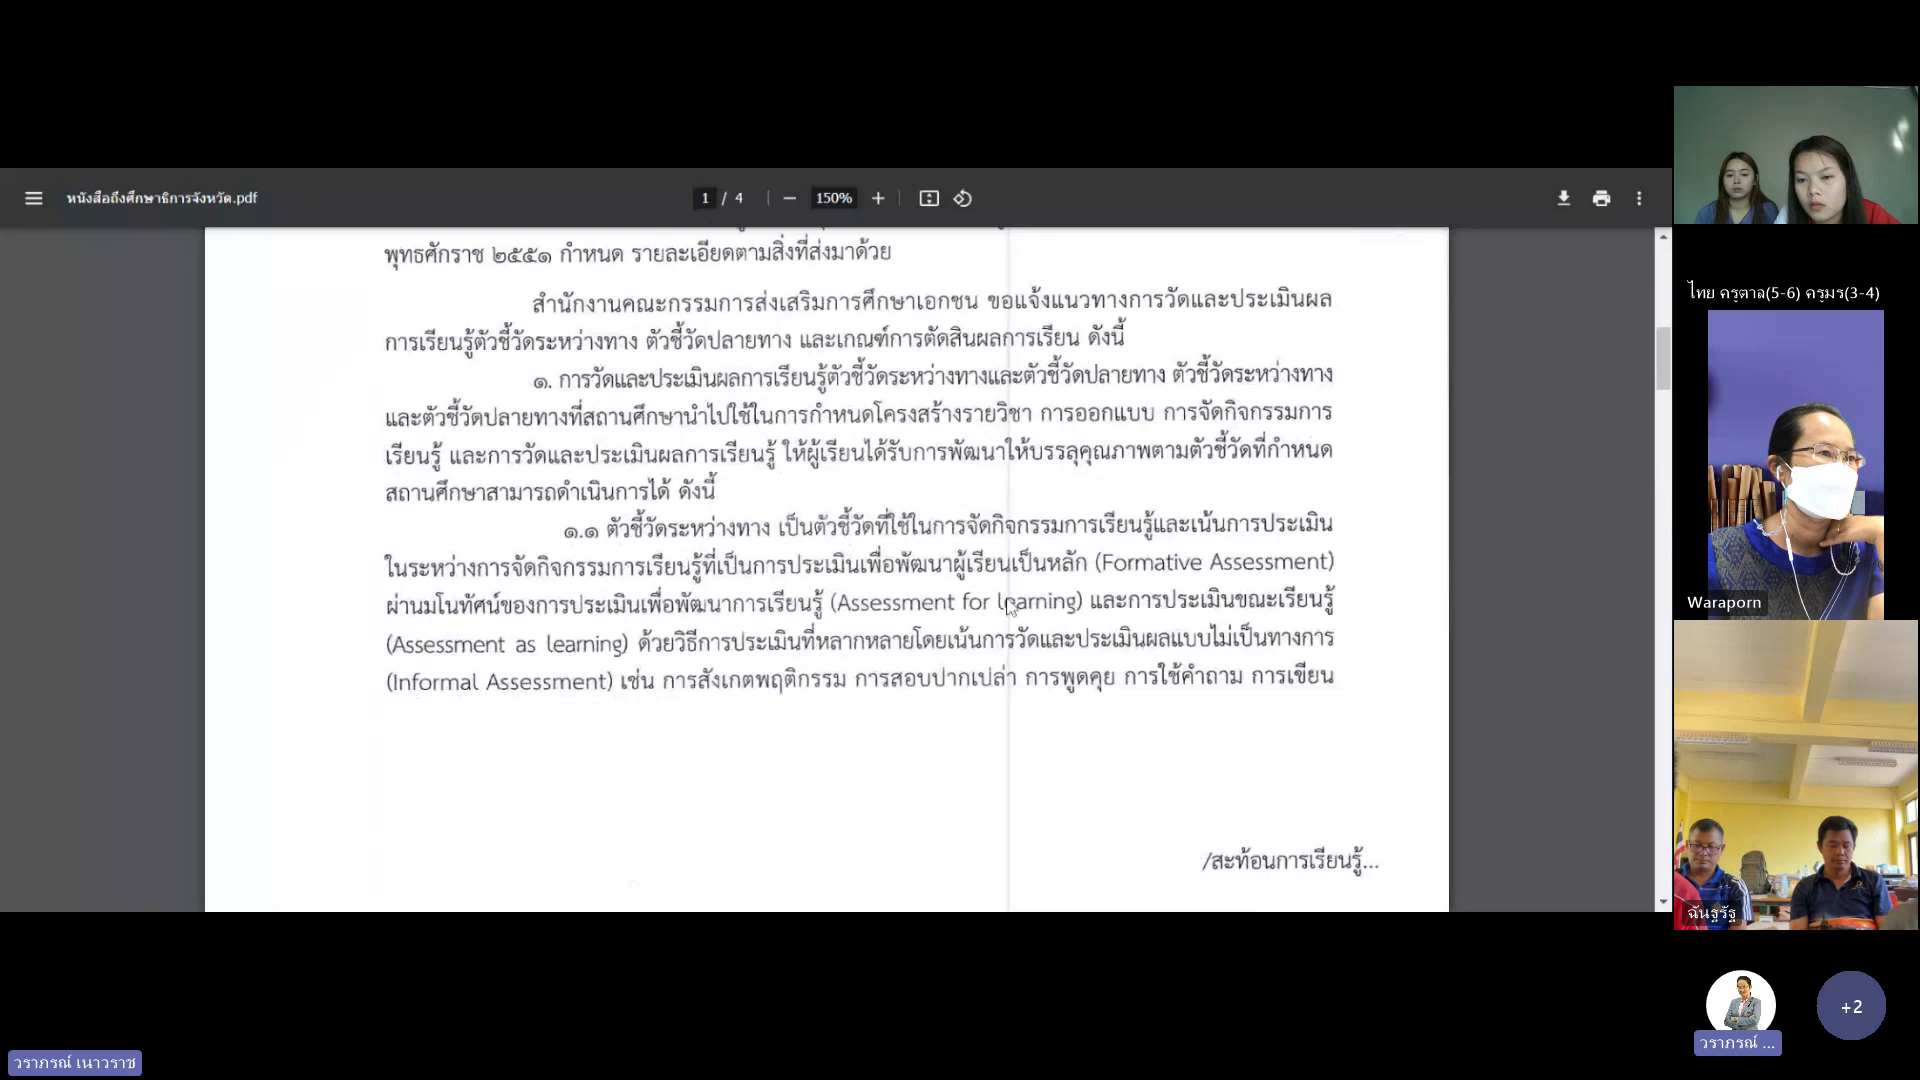 หนังสือถึงศึกษาธิการจังหวัด.pdf
1 / 4
150%
พุทธศักราช ๒๕๕๑ กำหนด รายละเอียดตามสิ่งที่ส่งมาด้วย
สำนักงานคณะกรรมการส่งเสริมการศึกษาเอกชน ขอแจ้งแนวทางการวัดและประเมินผล
การเรียนรู้ตัวชี้วัดระหว่างทาง ตัวชี้วัดปลายทาง และเกณฑ์การตัดสินผลการเรียน ดังนี้
๑. การวัดและประเมินผลการเรียนรู้ตัวชี้วัดระหว่างทางและตัวชี้วัดปลายทาง ตัวชี้วัดระหว่างทาง
และตัวชี้วัดปลายทางที่สถานศึกษานำไปใช้ในการกำหนดโครงสร้างรายวิชา การออกแบบ การจัดกิจกรรมการ
เรียนรู้ และการวัดและประเมินผลการเรียนรู้ ให้ผู้เรียนได้รับการพัฒนาให้บรรลุคุณภาพตามตัวชี้วัดที่กำหนด
สถานศึกษาสามารถดำเนินการได้ ดังนี้
๑.๑ ตัวชี้วัดระหว่างทาง เป็นตัวชี้วัดที่ใช้ในการจัดกิจกรรมการเรียนรู้และเน้นการประเมิน
ในระหว่างการจัดกิจกรรมการเรียนรู้ที่เป็นการประเมินเพื่อพัฒนาผู้เรียนเป็นหลัก (Formative Assessment)
ผ่านมโนทัศน์ของการประเมินเพื่อพัฒนาการเรียนรู้ (Assessment for learning) และการประเมินขณะเรียนรู้
(Assessment as learning) ด้วยวิธีการประเมินที่หลากหลายโดยเน้นการวัดและประเมินผลแบบไม่เป็นทางการ
(Informal Assessment) เช่น การสังเกตพฤติกรรม การสอบปากเปล่า การพูดคุย การใช้คำถาม การเขียน
/สะท้อนการเรียนรู้...
ไทย ครูตาล(5-6) ครูมร(3-4)
Waraporn
ฉันฐรัฐ
วราภรณ์ ...
+2
วราภรณ์ เนาวราช